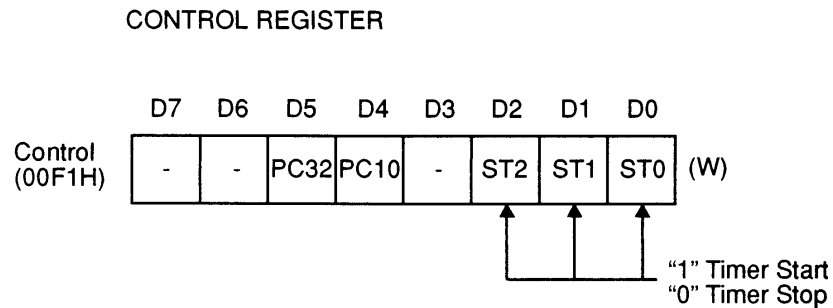 CONTROL REGISTER
D7 D6 D5 D4 D3 D2 D1 D0
Control
(00F1H)
- - PC32 PC10 - ST2 ST1 ST0 (W)
“1” Timer Start
“0” Timer Stop